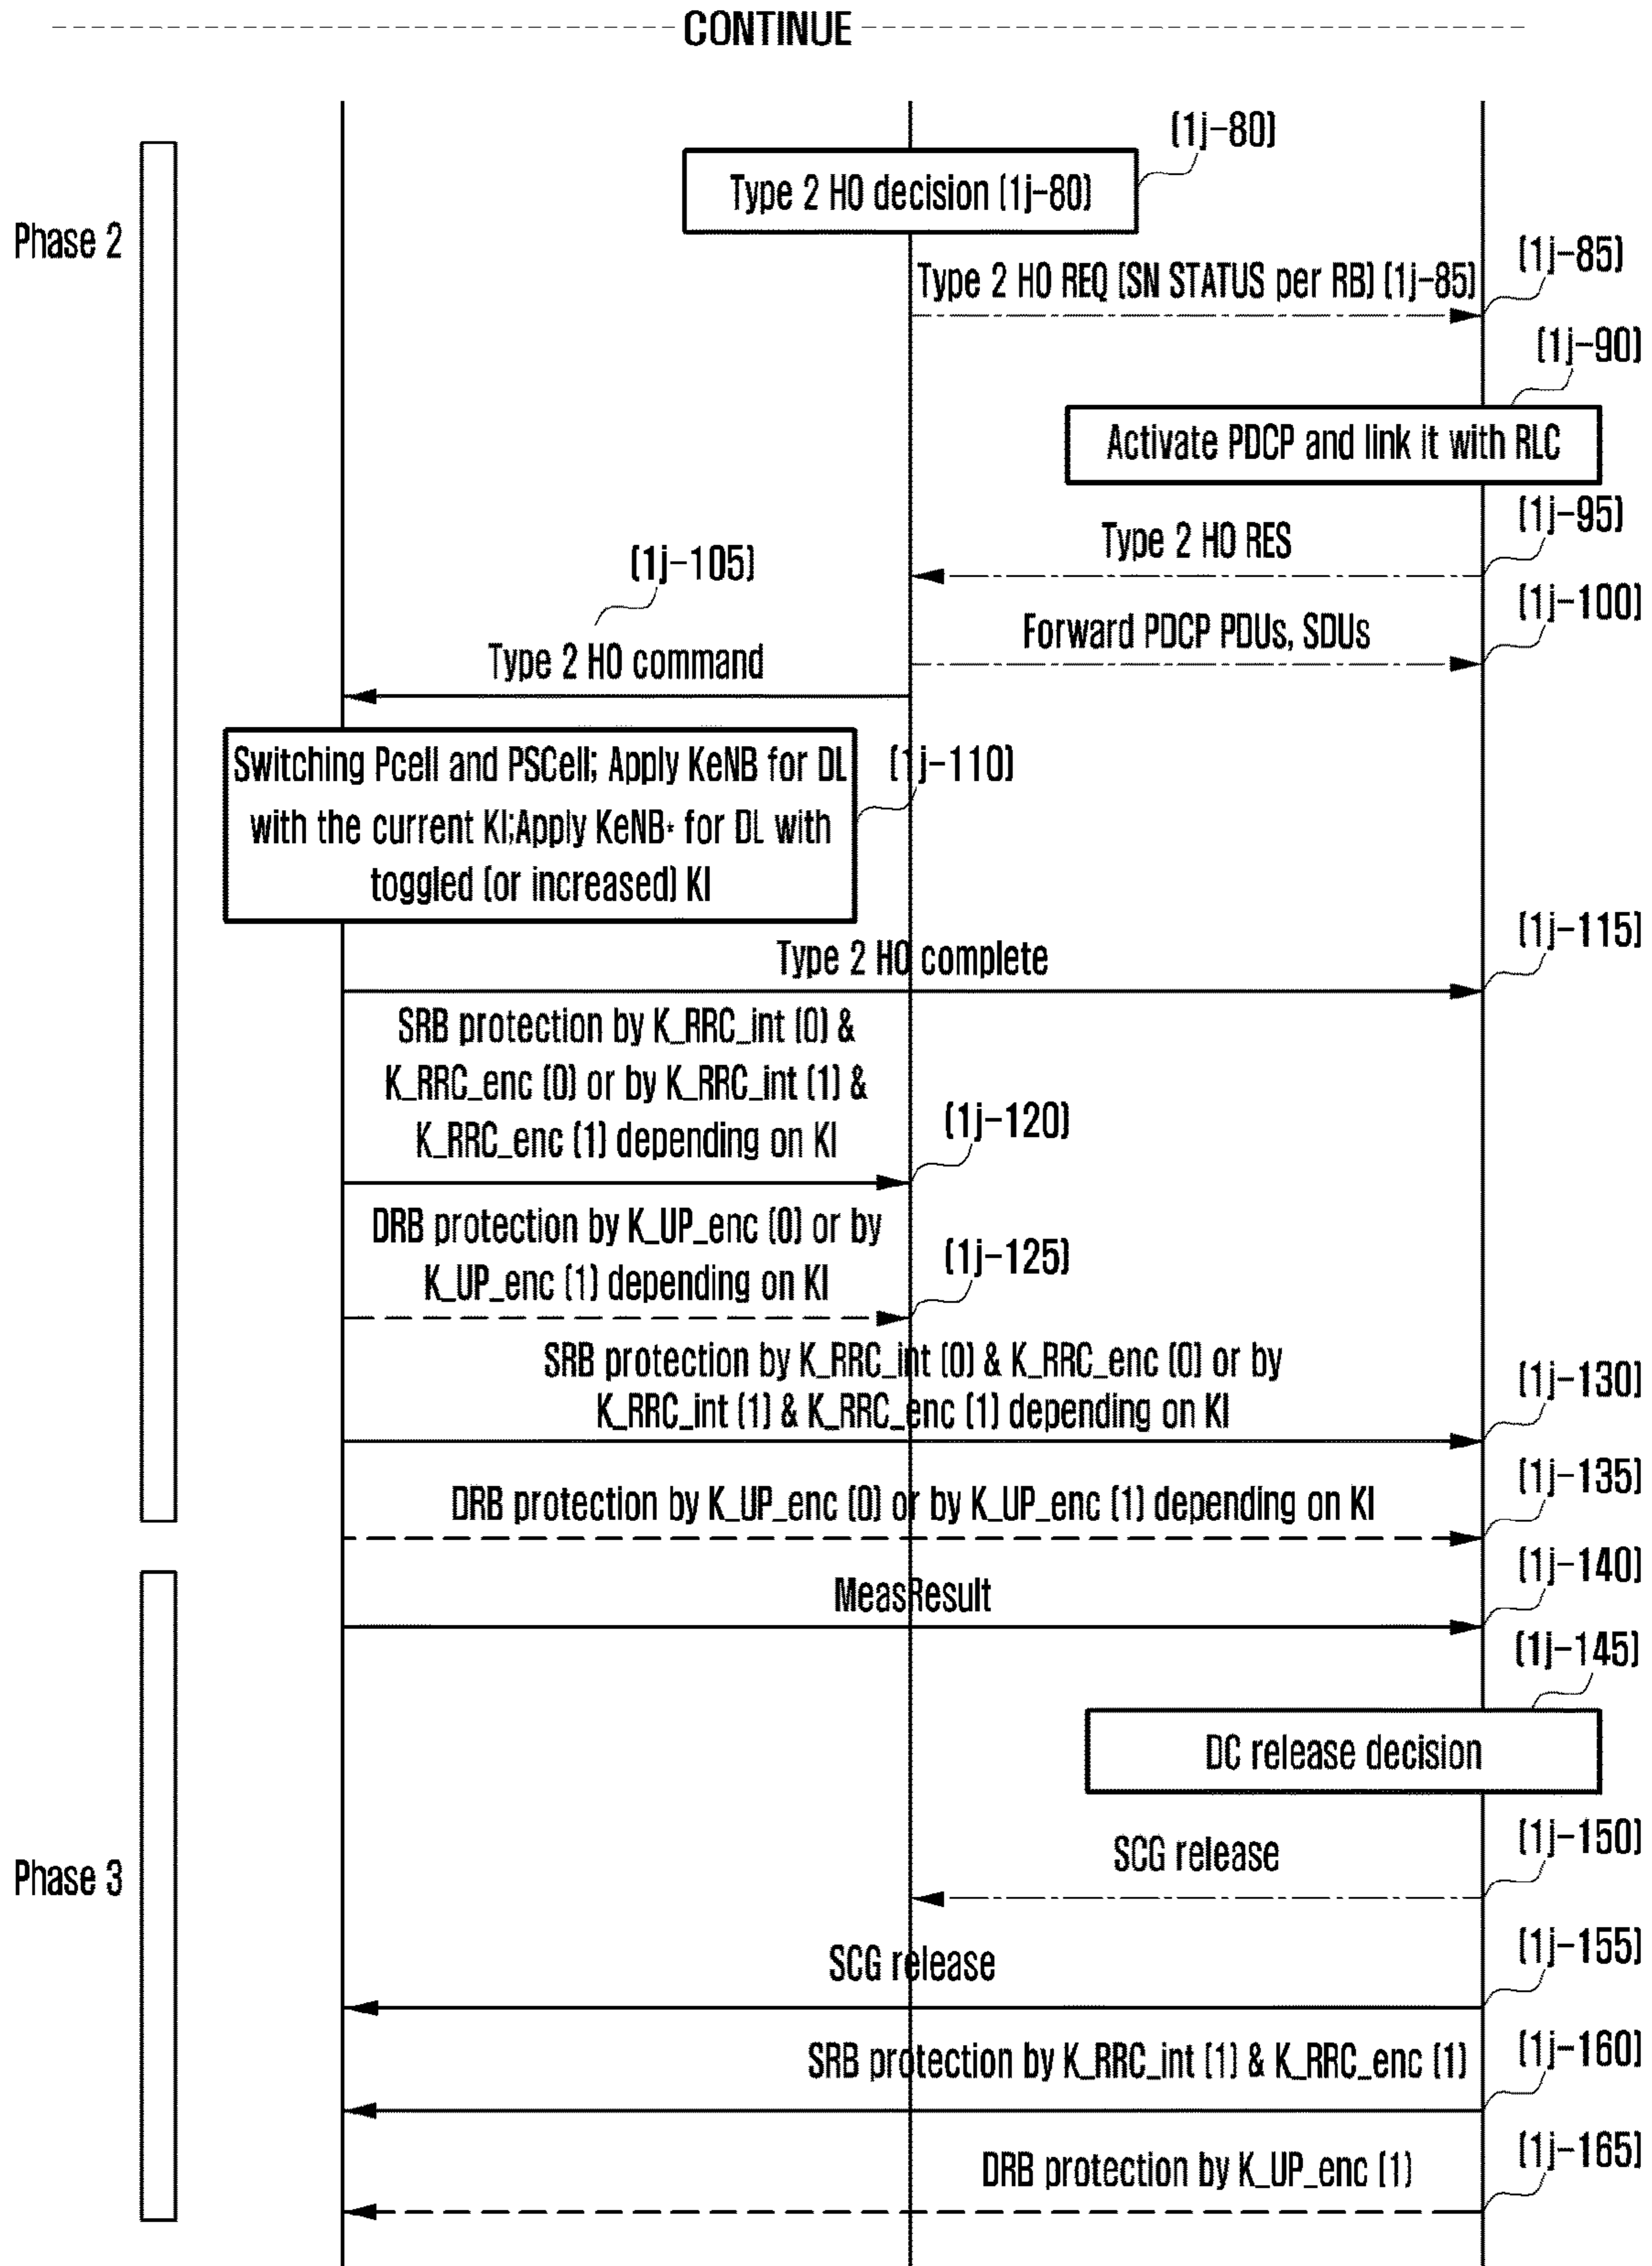 CONTINUE
(1j-80)
Type 2 HO decision (1j-80)
Phase 2
(1j-85)
Type 2 HO REQ (SN STATUS per RB) (1j-85)
(1j-90)
Activate PDCP and link it with RLC
(1j-95)
Type 2 HO RES
(1j-105)
(1j-100)
Forward PDCP PDUs, SDUs
Type 2 HO command
Switching Pcell and PSCell; Apply KeNB for DL
with the current KI;Apply KeNB* for DL with
toggled (or increased) KI
(1j-110)
(1j-115)
Type 2 HO complete
SRB protection by K_RRC_int (0) &
K_RRC_enc (0) or by K_RRC_int (1) &
K_RRC_enc (1) depending on KI
(1j-120)
DRB protection by K_UP_enc (0) or by
K_UP_enc (1) depending on KI
(1j-125)
SRB protection by K_RRC_int (0) & K_RRC_enc (0) or by
K_RRC_int (1) & K_RRC_enc (1) depending on KI
(1j-130)
DRB protection by K_UP_enc (0) or by K_UP_enc (1) depending on KI
(1j-135)
(1j-140)
MeasResult
(1j-145)
DC release decision
(1j-150)
SCG release
Phase 3
(1j-155)
SCG release
(1j-160)
SRB protection by K_RRC_int (1) & K_RRC_enc (1)
(1j-165)
DRB protection by K_UP_enc (1)